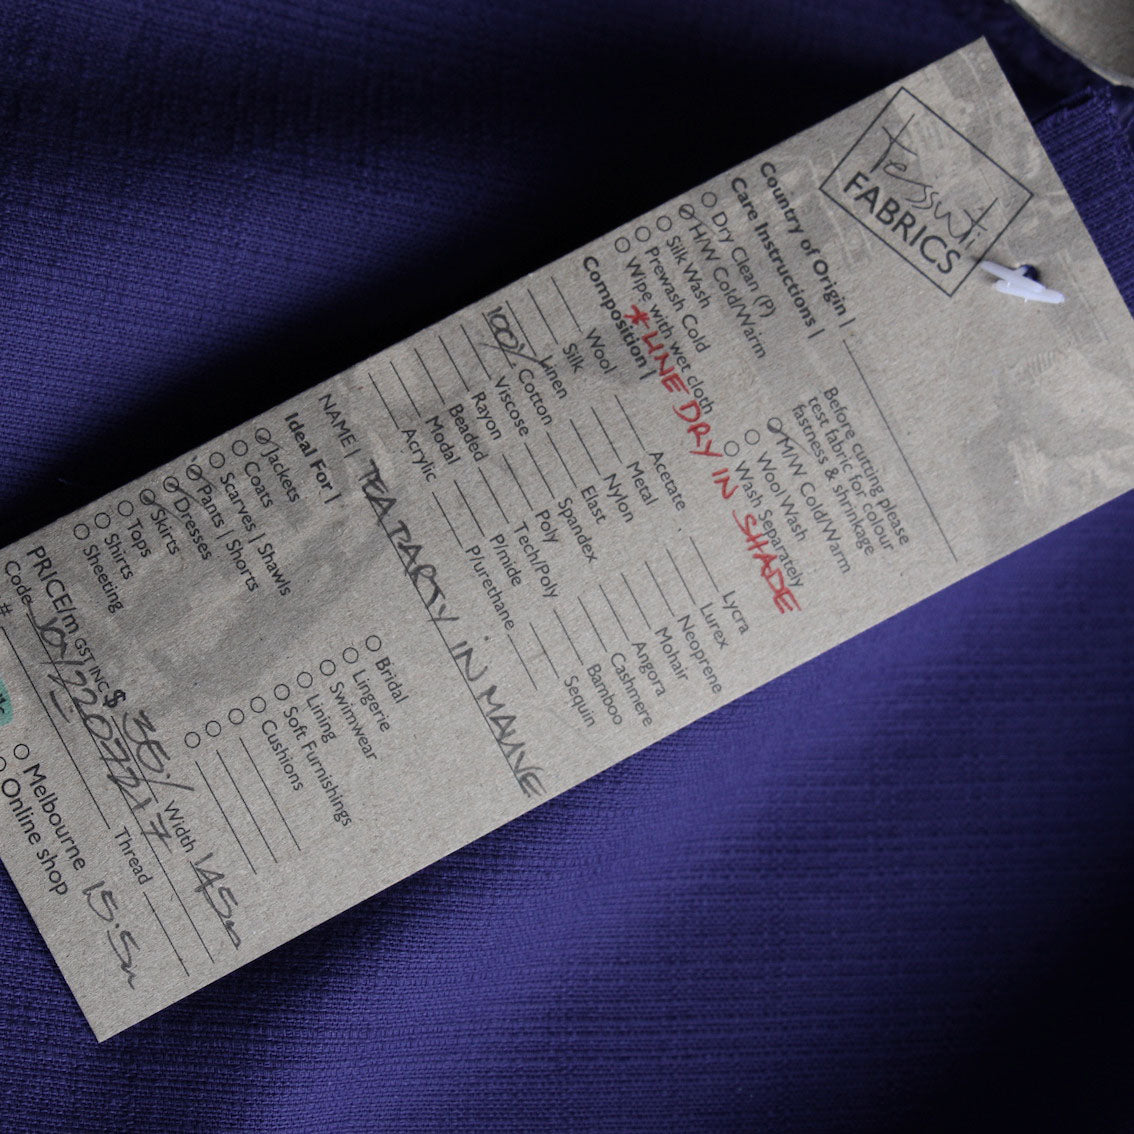 Tessuti
FABRICS
Country of Origin |
Care Instructions |
Dry Clean (P)
H/W Cold/Warm
Silk Wash
Prewash Cold
Wipe with wet cloth
Before cutting please
test fabric for colour
fastness & shrinkage
M/W Cold/Warm
Wool Wash
Wash Separately
* LINE DRY IN SHADE
Composition |
Wool
Silk
Linen
100% Cotton
Viscose
Rayon
Beaded
Modal
Acrylic
Acetate
Metal
Nylon
Elast
Spandex
Poly
Tech/Poly
P/mide
P/urethane
Lycra
Lurex
Neoprene
Mohair
Angora
Cashmere
Bamboo
Sequin
NAME | TEA PARTY IN MAUVE
Ideal For |
Jackets
Coats
Scarves | Shawls
Pants | Shorts
Dresses
Skirts
Tops
Shirts
Sheeting
Bridal
Lingerie
Swimwear
Lining
Soft Furnishings
Cushions
PRICE/m GST INC $ Width
Code Thread
#
Melbourne 15.5m
Online shop